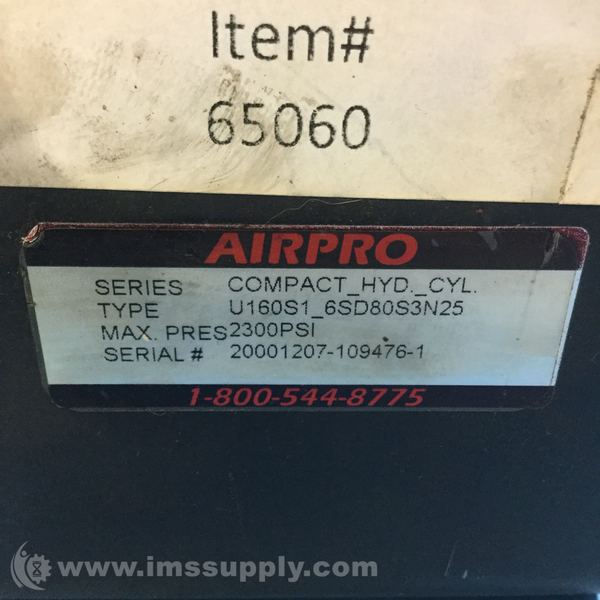 Item#
65060
AIRPRO
SERIES COMPACT_HYD._CYL.
TYPE U160S1_6SD80S3N25
MAX. PRES 2300PSI
SERIAL # 20001207-109476-1
1-800-544-8775
www.imssupply.com